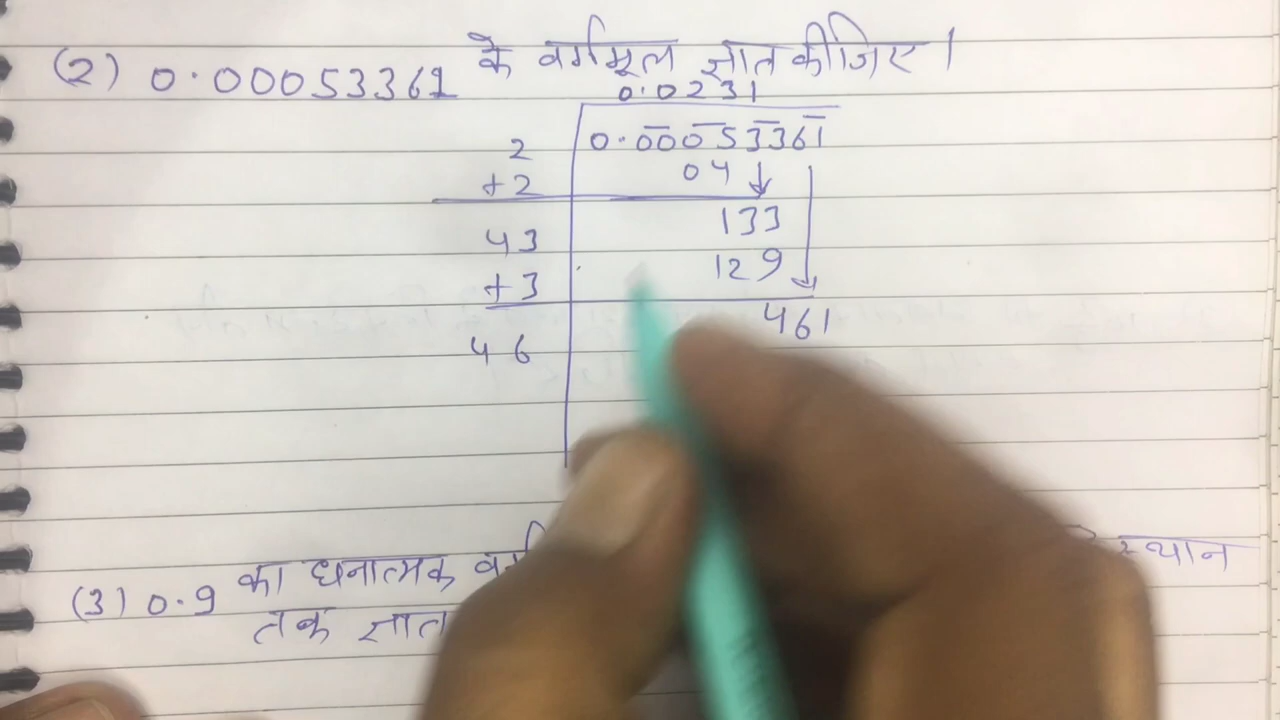 (2) 0.00053361 के वर्गमूल ज्ञात कीजिए।
0.0231
2 0.00053361
+2 04
43 133
+3 129
46 461
(3) 0.9 का धनात्मक स्थान
तक ज्ञात